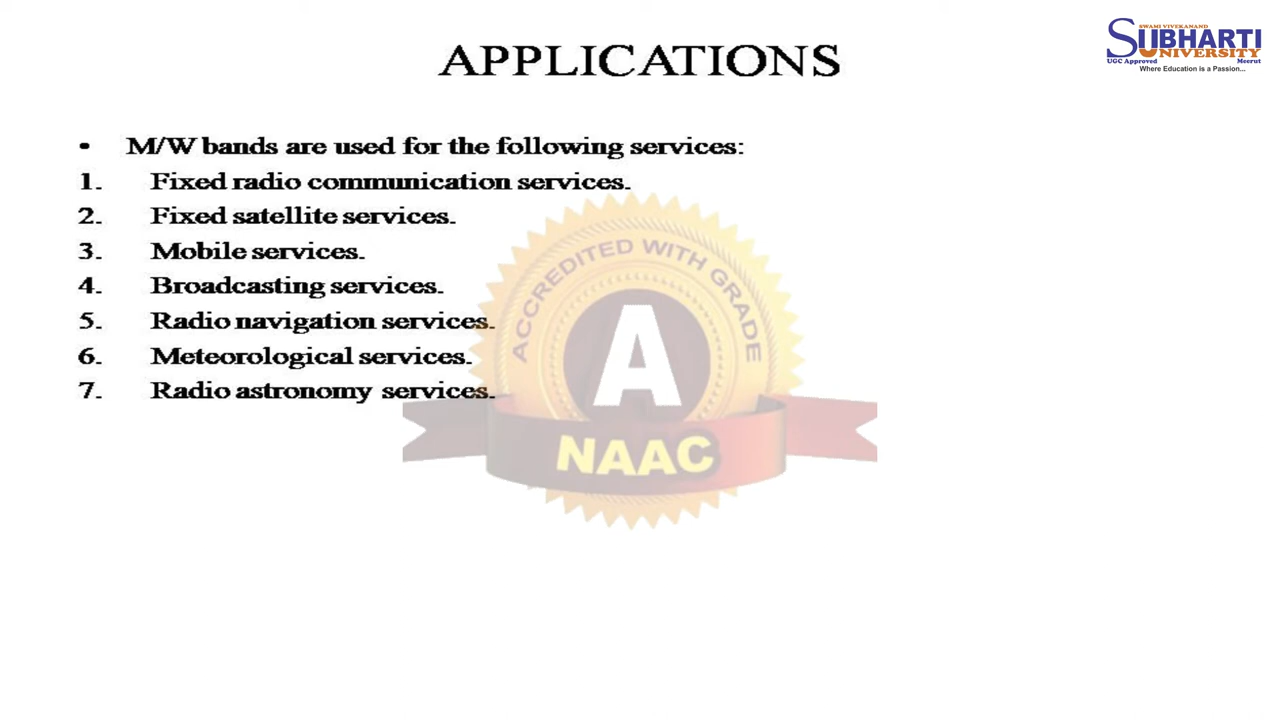 SWAMI VIVEKANAND
SUBHARTI
UNIVERSITY
UGC Approved Meerut
Where Education is a Passion...
APPLICATIONS
• M/W bands are used for the following services:
1. Fixed radio communication services.
2. Fixed satellite services.
3. Mobile services.
4. Broadcasting services.
5. Radio navigation services.
6. Meteorological services.
7. Radio astronomy services.
ACCREDITED WITH GRADE
A
NAAC